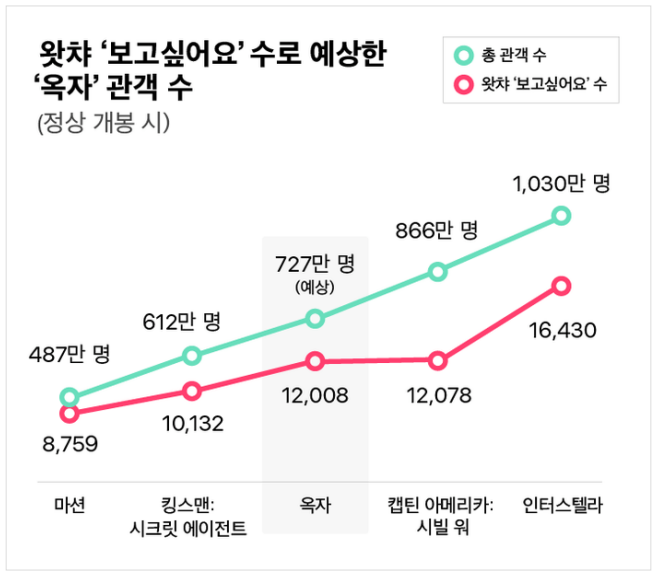 왓챠 ‘보고싶어요’ 수로 예상한
‘옥자’ 관객 수
(정상 개봉 시)
총 관객 수
왓챠 ‘보고싶어요’ 수
487만 명
612만 명
727만 명
(예상)
866만 명
1,030만 명
8,759
10,132
12,008
12,078
16,430
마션
킹스맨:
시크릿 에이전트
옥자
캡틴 아메리카:
시빌 워
인터스텔라